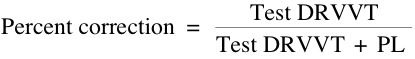 Percent correction = Test DRVVT / Test DRVVT + PL